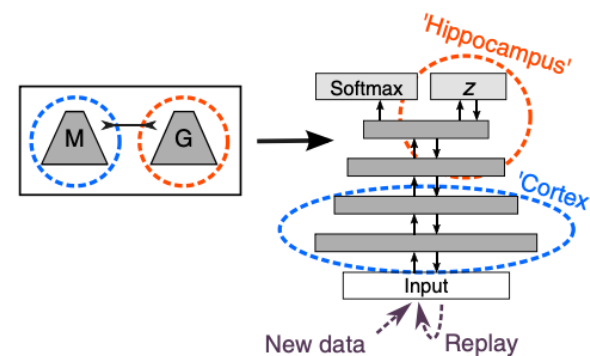 'Hippocampus'
Softmax
z
M
G
'Cortex
Input
New data
Replay